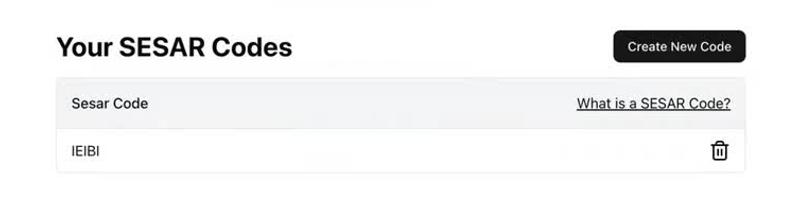 Your SESAR Codes
Create New Code
Sesar Code
What is a SESAR Code?
IEIBI